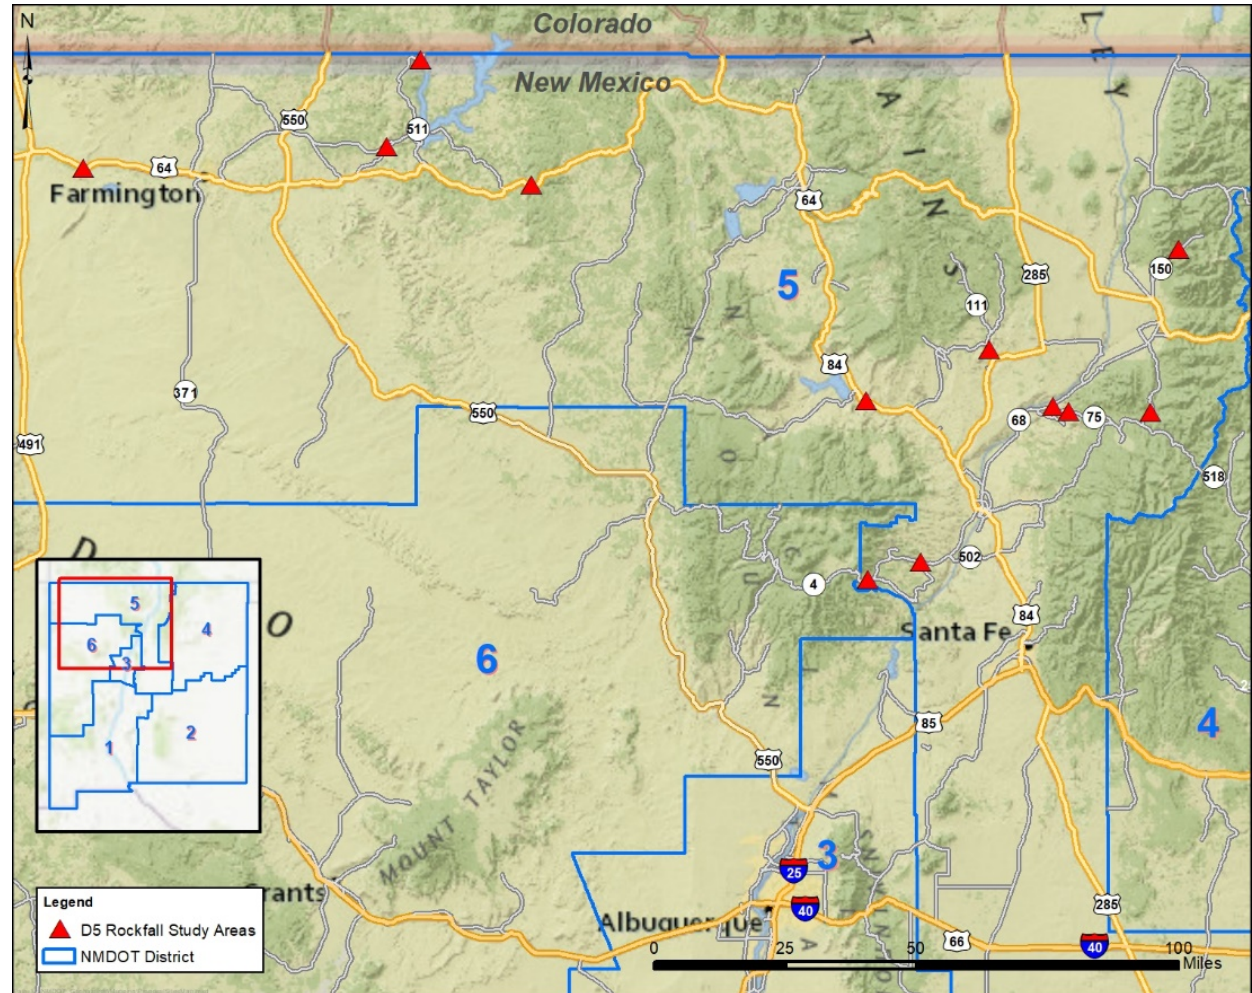 N
Colorado
New Mexico
T
A
I
N
S
L
E
Y
550
511
64
Farmington
64
5
150
285
111
84
371
550
68
75
491
518
D
O
4
502
84
Santa Fe
6
5
4
6
3
2
1
N
85
4
550
MOUNT
TAYLOR
3
25
Grants
Albuquerque
40
285
66
40
Legend
D5 Rockfall Study Areas
NMDOT District
0 25 50 100
Miles